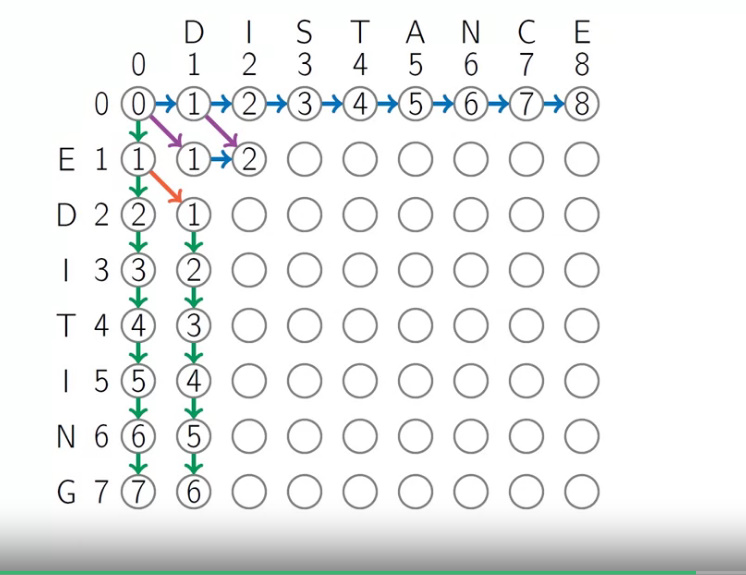 D I S T A N C E
0 1 2 3 4 5 6 7 8
0 0 1 2 3 4 5 6 7 8
E 1 1 1 2
D 2 2 1
I 3 3 2
T 4 4 3
I 5 5 4
N 6 6 5
G 7 7 6